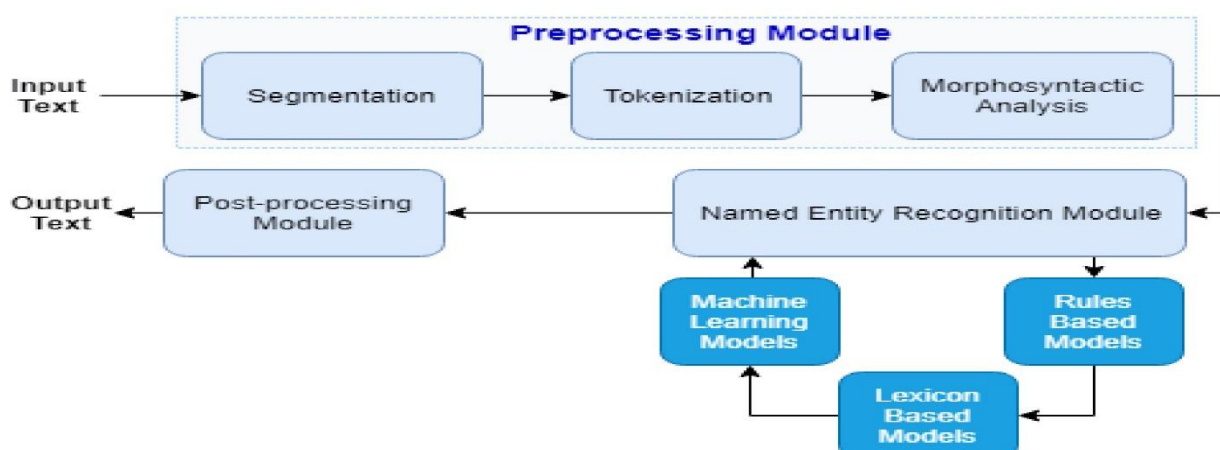 Preprocessing Module
Input
Text
Segmentation
Tokenization
Morphosyntactic
Analysis
Output
Text
Post-processing
Module
Named Entity Recognition Module
Machine
Learning
Models
Rules
Based
Models
Lexicon
Based
Models